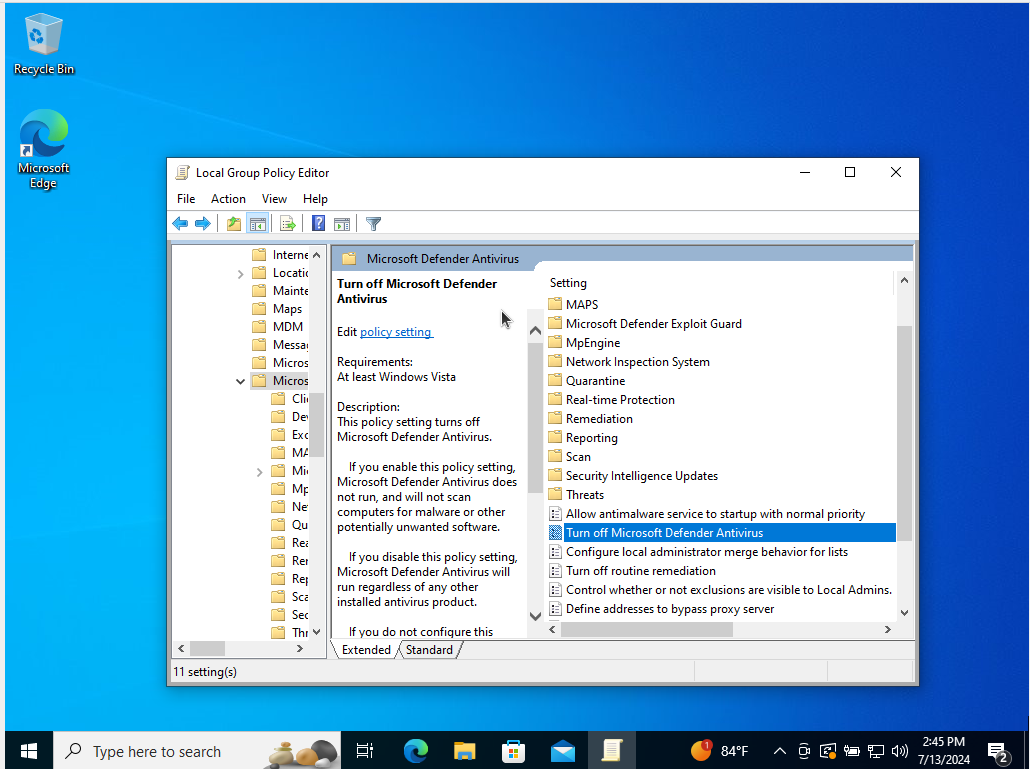 Recycle Bin
Microsoft
Edge
Local Group Policy Editor
File Action View Help
Interne
Locatio
Mainte
Maps
MDM
Messa
Micros
Micros
Clie
Dev
Exc
MA
Mic
Mp
Ne
Qu
Rea
Rer
Rep
Sca
Sec
Thr
Microsoft Defender Antivirus
Turn off Microsoft Defender
Antivirus
Edit policy setting
Requirements:
At least Windows Vista
Description:
This policy setting turns off
Microsoft Defender Antivirus.
If you enable this policy setting,
Microsoft Defender Antivirus does
not run, and will not scan
computers for malware or other
potentially unwanted software.
If you disable this policy setting,
Microsoft Defender Antivirus will
run regardless of any other
installed antivirus product.
If you do not configure this
Setting
MAPS
Microsoft Defender Exploit Guard
MpEngine
Network Inspection System
Quarantine
Real-time Protection
Remediation
Reporting
Scan
Security Intelligence Updates
Threats
Allow antimalware service to startup with normal priority
Turn off Microsoft Defender Antivirus
Configure local administrator merge behavior for lists
Turn off routine remediation
Control whether or not exclusions are visible to Local Admins.
Define addresses to bypass proxy server
Extended Standard
11 setting(s)
Type here to search
1
84°F
2:45 PM
7/13/2024
2